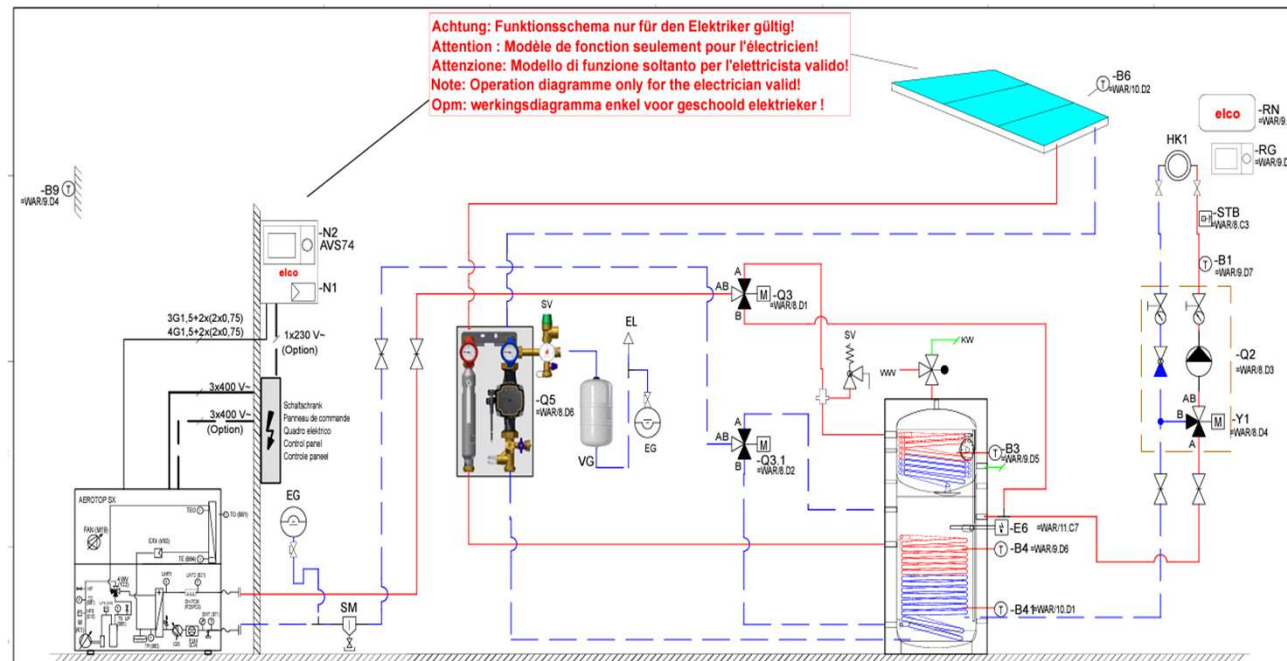 Achtung: Funktionsschema nur für den Elektriker gültig!
Attention : Modèle de fonction seulement pour l'électricien!
Attenzione: Modello di funzione soltanto per l'elettricista valido!
Note: Operation diagramme only for the electrician valid!
Opm: werkingsdiagramma enkel voor geschoold elektrieker !
-B6
=WAR/10.D2
elco
-RN
=WAR/9.
HK1
-RG
=WAR/9.D
-B9
=WAR/9.D4
-STB
=WAR/8.C3
-N2
AVS74
elco
-N1
-B1
=WAR/9.D7
A
AB
M
-Q3
=WAR/8.D1
B
3G1,5+2x(2x0,75)
4G1,5+2x(2x0,75)
1x230 V~
(Option)
SV
EL
SV
KW
WW
-Q2
=WAR/8.D3
3x400 V~
3x400 V~
(Option)
Schaltschrank
Panneau de commande
Quadro elektrico
Control panel
Controle paneel
-Q5
=WAR/8.D6
VG
EG
A
AB
M
-Q3.1
=WAR/8.D2
B
AB
B
M
-Y1
=WAR/8.D4
A
-B3
=WAR/9.D5
AEROTOP SX
FAN (M19)
EG
-E6
=WAR/11.C7
-B4
=WAR/9.D6
SM
-B41
=WAR/10.D1